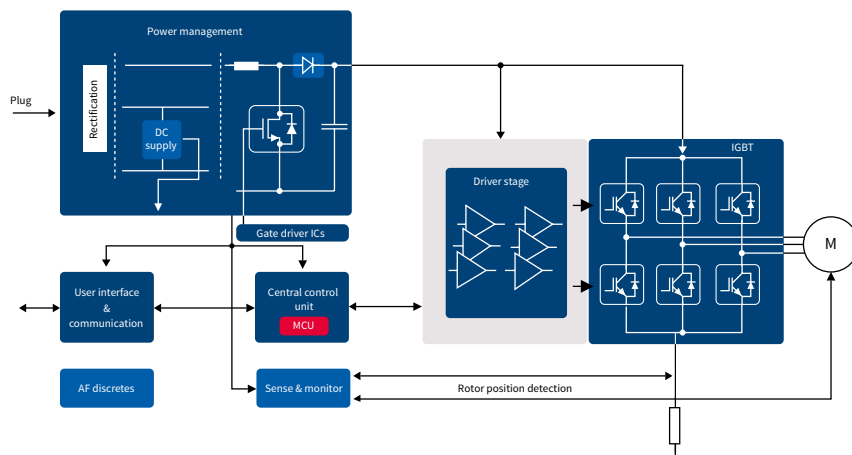 Power management
Plug
Rectification
DC
supply
IGBT
Driver stage
Gate driver ICs
M
User interface
&
communication
Central control
unit
MCU
AF discretes
Sense & monitor
Rotor position detection